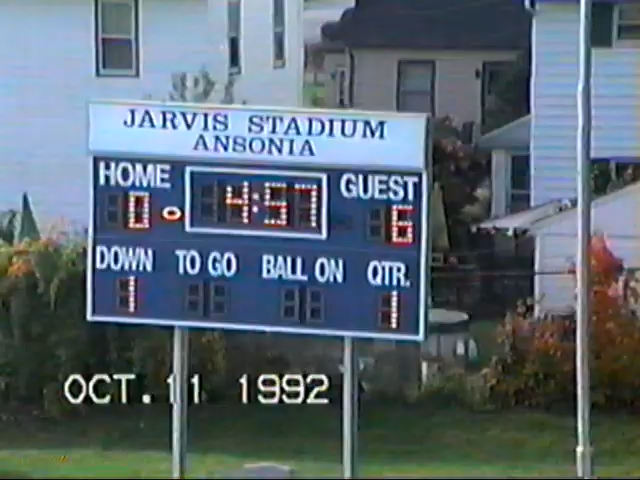 JARVIS STADIUM
ANSONIA
HOME 4:57 GUEST
0 6
DOWN TO GO BALL ON QTR.
1 1
OCT. 11 1992